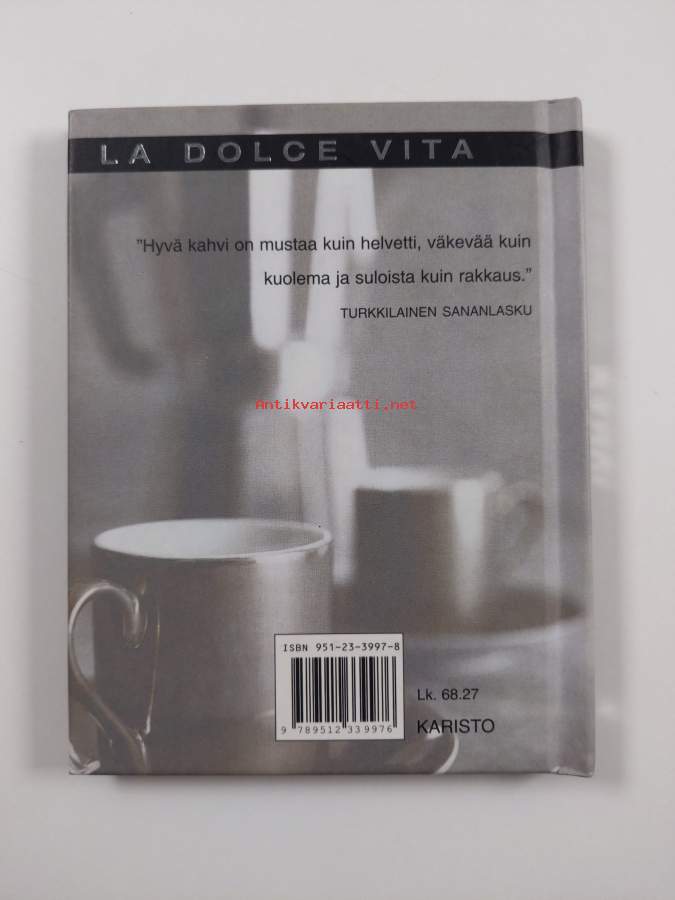 LA DOLCE VITA
"Hyvä kahvi on mustaa kuin helvetti, väkevää kuin
kuolema ja suloista kuin rakkaus."
TURKKILAINEN SANANLASKU
Antikvariaatti.net
ISBN 951-23-3997-8
9 789512 339976
Lk. 68.27
KARISTO